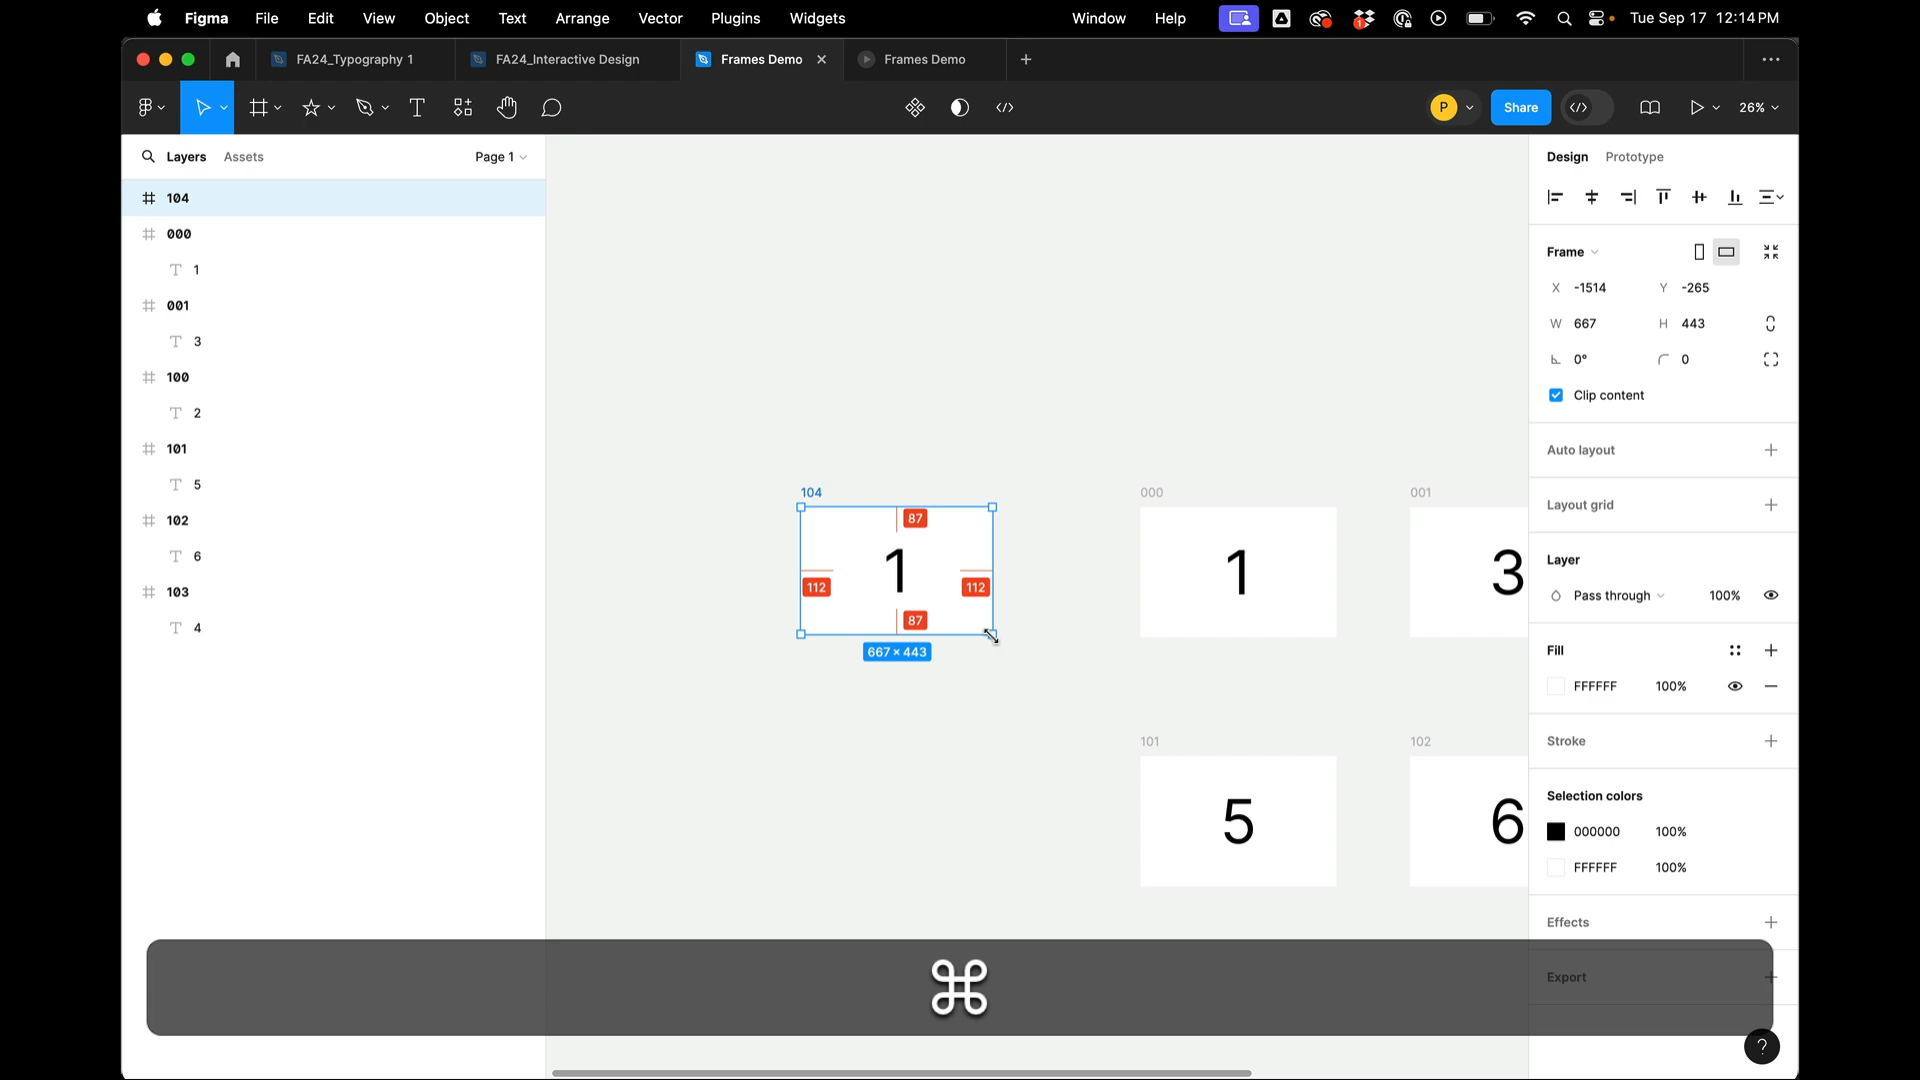 Figma File Edit View Object Text Arrange Vector Plugins Widgets Window Help Tue Sep 17 12:14 PM
FA24_Typography 1 FA24_Interactive Design Frames Demo Frames Demo
P Share 26%
Layers Assets Page 1
104
000
1
001
3
100
2
101
5
102
6
103
4
104 000 001
87
1 1 3
112 112
87
667 × 443
101 102
5 6
Design Prototype
Frame
X -1514 Y -265
W 667 H 443
0° 0
Clip content
Auto layout
Layout grid
Layer
Pass through 100%
Fill
FFFFFF 100%
Stroke
Selection colors
000000 100%
FFFFFF 100%
Effects
Export
⌘
?